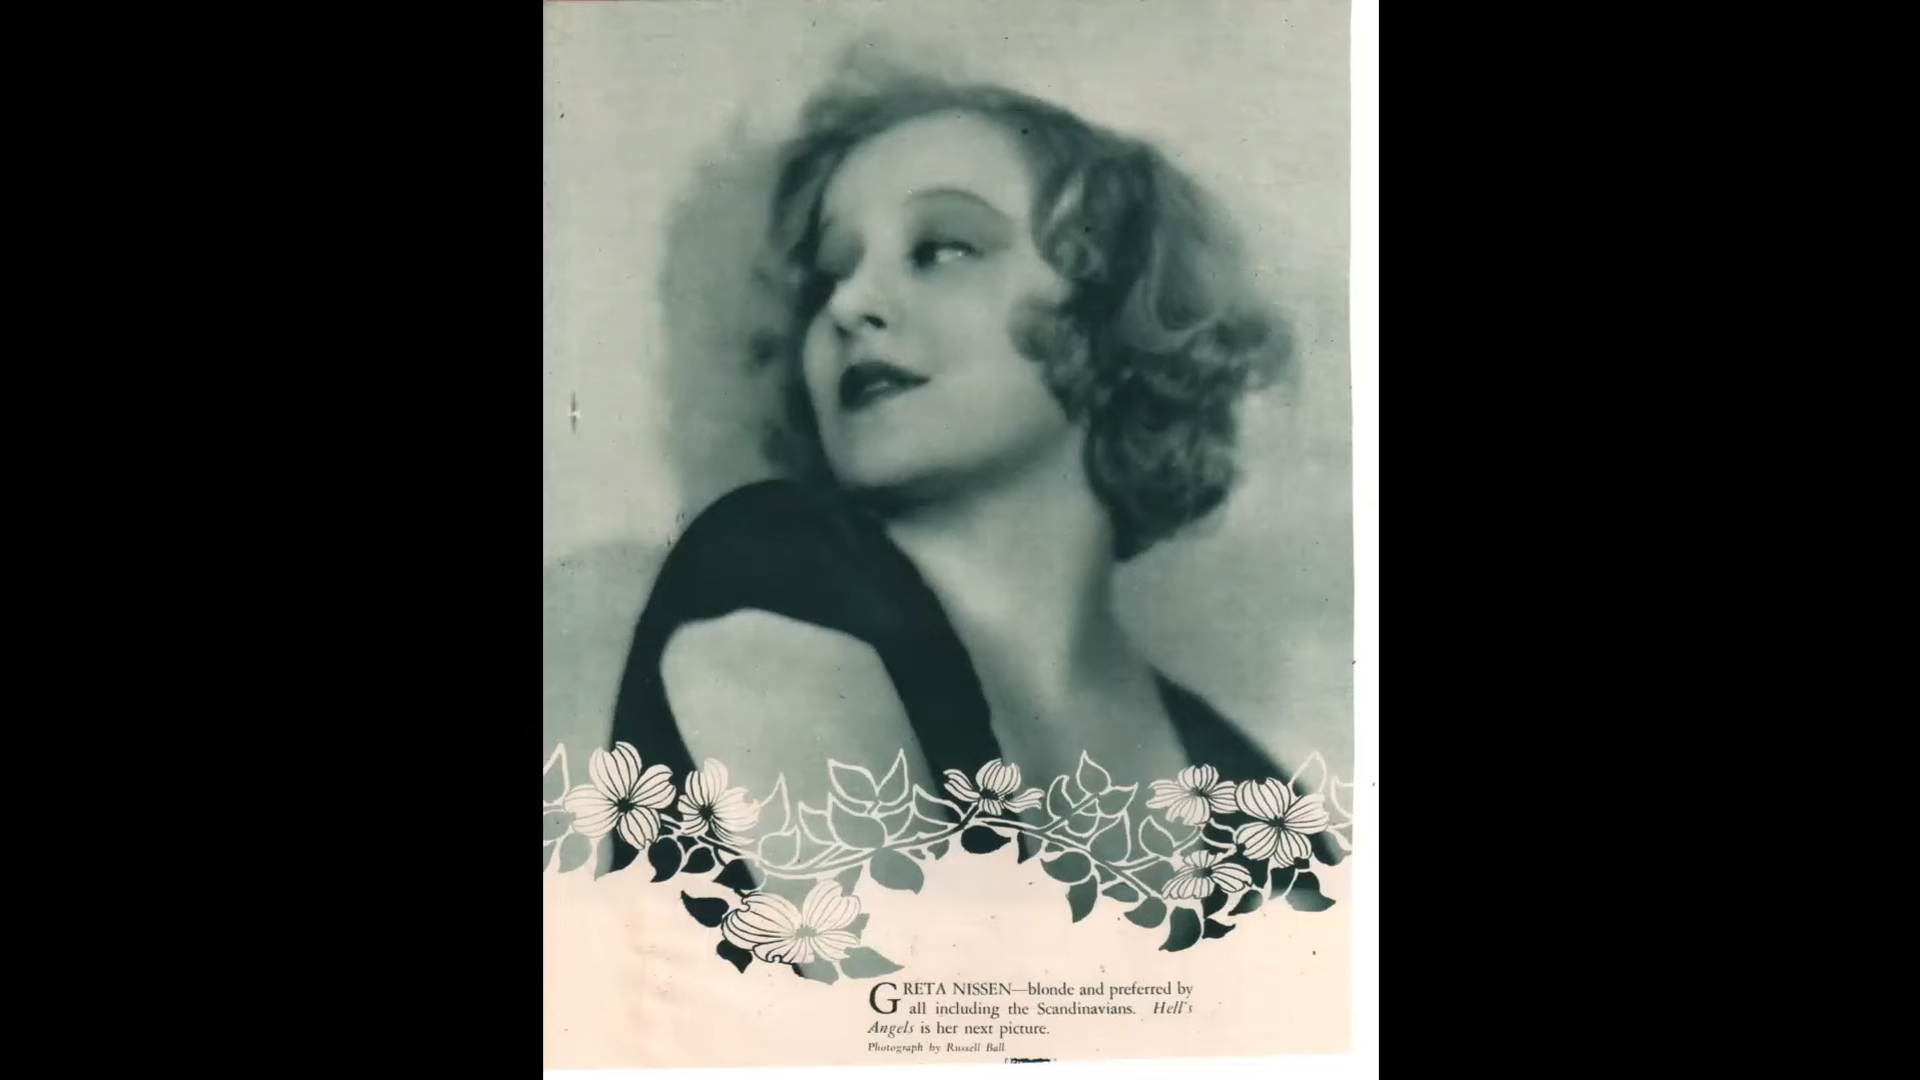 GRETA NISSEN—blonde and preferred by
all including the Scandinavians. Hell's
Angels is her next picture.
Photograph by Russell Ball